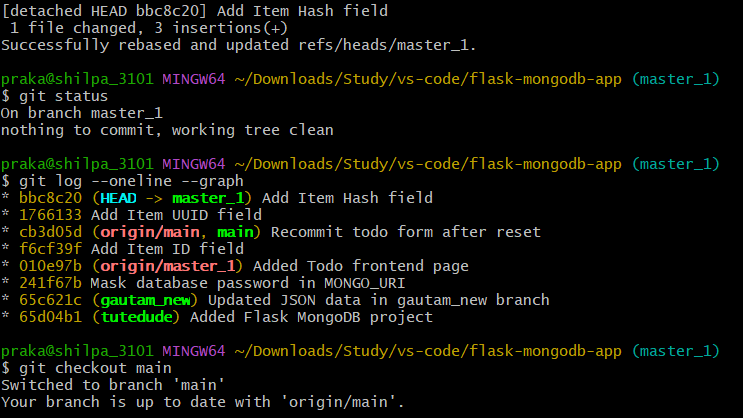 [detached HEAD bbc8c20] Add Item Hash field
 1 file changed, 3 insertions(+)
Successfully rebased and updated refs/heads/master_1.
praka@shilpa_3101 MINGW64 ~/Downloads/Study/vs-code/flask-mongodb-app (master_1)
$ git status
On branch master_1
nothing to commit, working tree clean
praka@shilpa_3101 MINGW64 ~/Downloads/Study/vs-code/flask-mongodb-app (master_1)
$ git log --oneline --graph
* bbc8c20 (HEAD -> master_1) Add Item Hash field
* 1766133 Add Item UUID field
* cb3d05d (origin/main, main) Recommit todo form after reset
* f6cf39f Add Item ID field
* 010e97b (origin/master_1) Added Todo frontend page
* 241f67b Mask database password in MONGO_URI
* 65c621c (gautam_new) Updated JSON data in gautam_new branch
* 65d04b1 (tutedude) Added Flask MongoDB project
praka@shilpa_3101 MINGW64 ~/Downloads/Study/vs-code/flask-mongodb-app (master_1)
$ git checkout main
Switched to branch 'main'
Your branch is up to date with 'origin/main'.